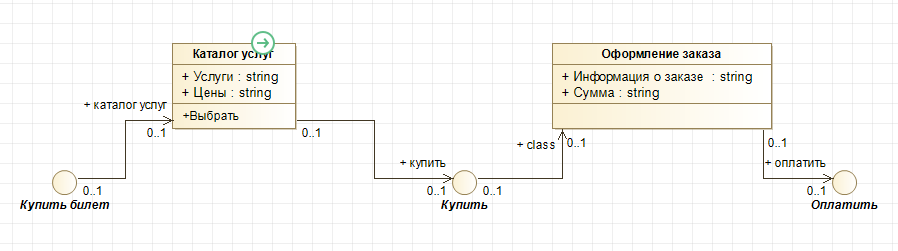 Каталог услуг
+ Услуги : string
+ Цены : string
+Выбрать
Оформление заказа
+ Информация о заказе : string
+ Сумма : string
+ каталог услуг
0..1
0..1
0..1
+ class
0..1
0..1
+ купить
+ оплатить
0..1
0..1
0..1
0..1
Купить билет
Купить
Оплатить